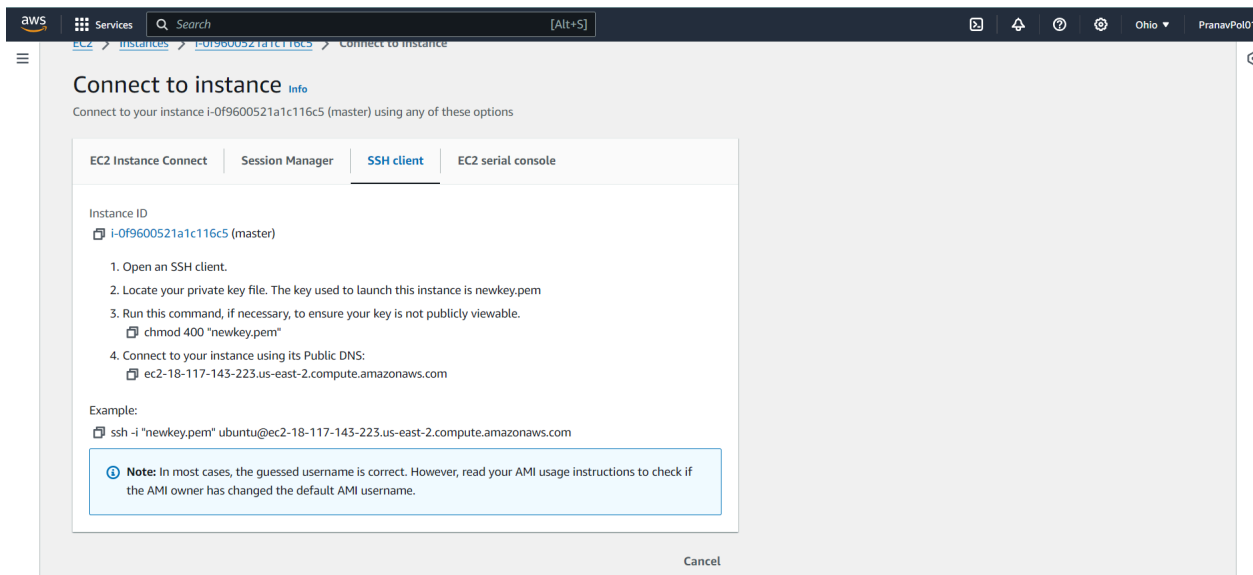 aws
Services
Search [Alt+S]
Ohio
PranavPol01
EC2 > Instances > i-0f9600521a1c116c5 > Connect to instance
Connect to instance Info
Connect to your instance i-0f9600521a1c116c5 (master) using any of these options
EC2 Instance Connect
Session Manager
SSH client
EC2 serial console
Instance ID
i-0f9600521a1c116c5 (master)
1. Open an SSH client.
2. Locate your private key file. The key used to launch this instance is newkey.pem
3. Run this command, if necessary, to ensure your key is not publicly viewable.
chmod 400 "newkey.pem"
4. Connect to your instance using its Public DNS:
ec2-18-117-143-223.us-east-2.compute.amazonaws.com
Example:
ssh -i "newkey.pem" ubuntu@ec2-18-117-143-223.us-east-2.compute.amazonaws.com
Note: In most cases, the guessed username is correct. However, read your AMI usage instructions to check if
the AMI owner has changed the default AMI username.
Cancel